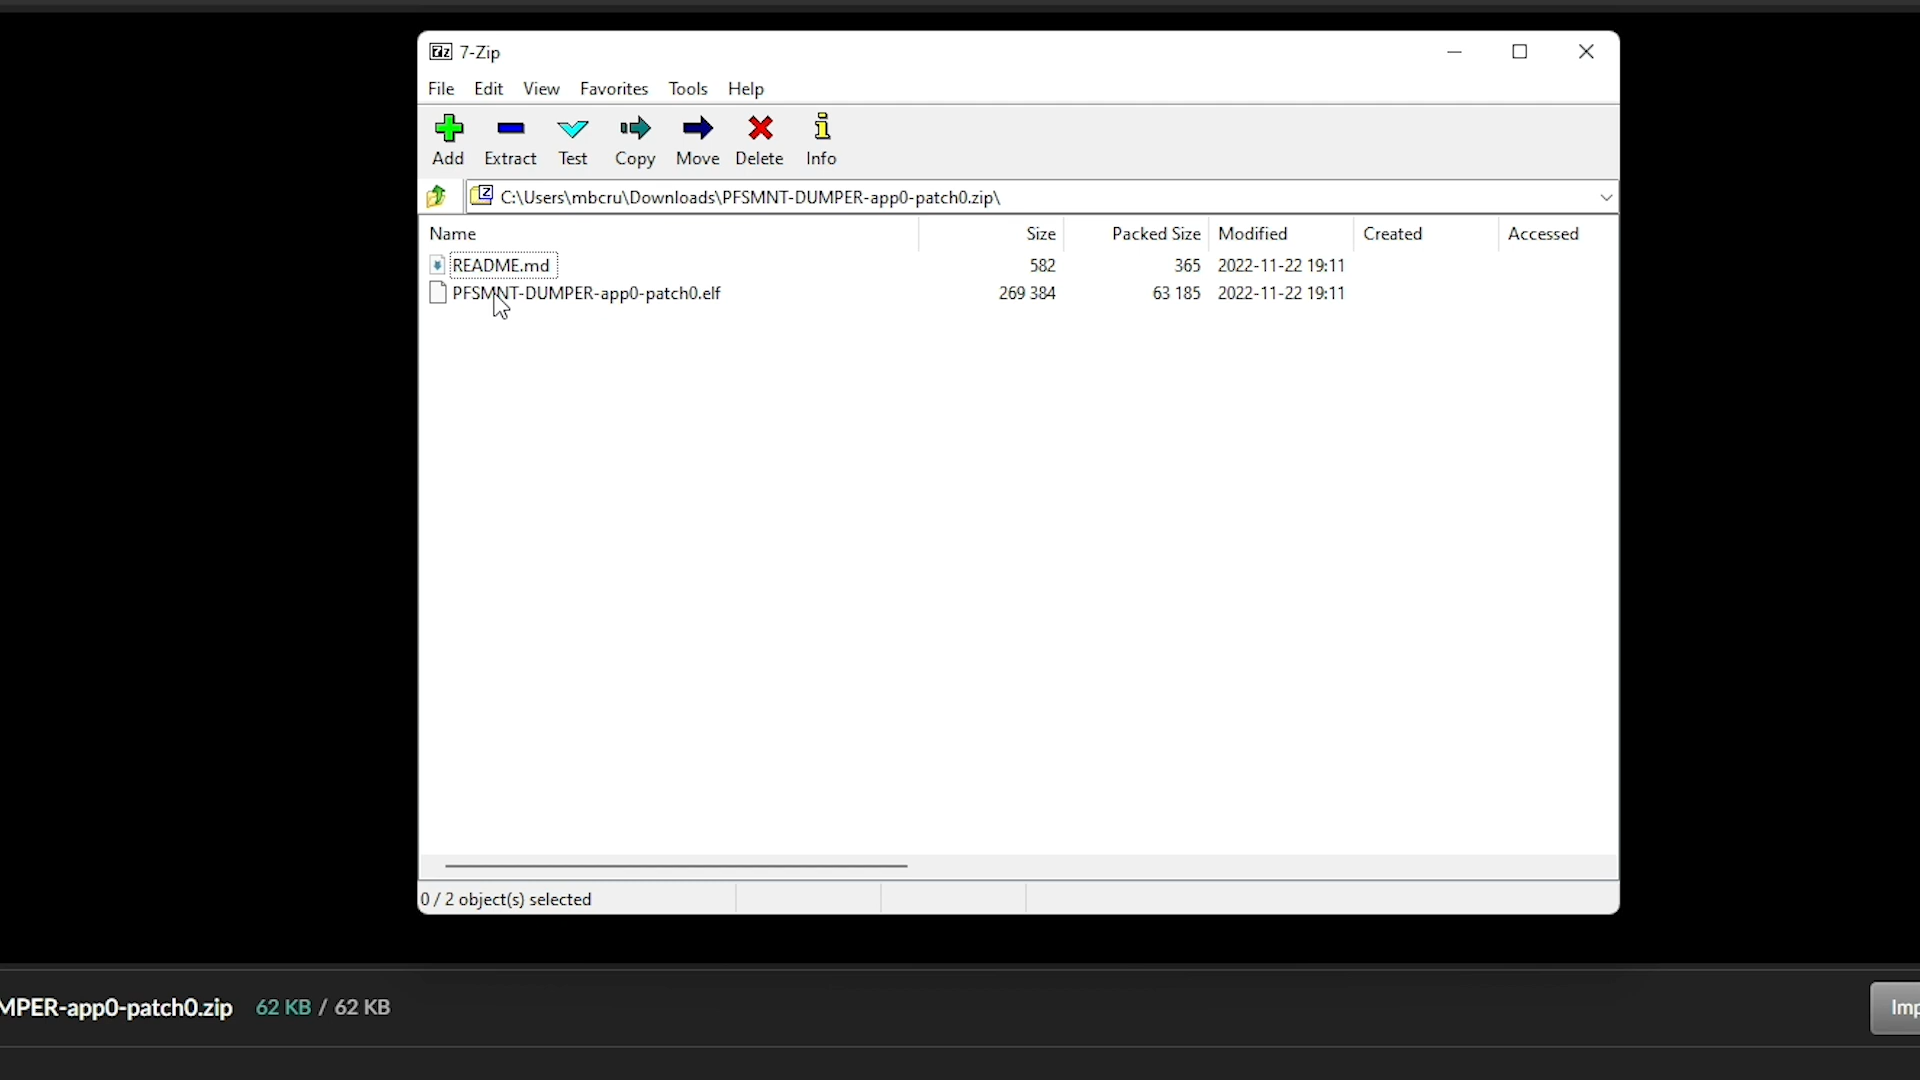 7-Zip
File Edit View Favorites Tools Help
Add Extract Test Copy Move Delete Info
C:\Users\mbcru\Downloads\PFSMNT-DUMPER-app0-patch0.zip\
Name Size Packed Size Modified Created Accessed
README.md 582 365 2022-11-22 19:11
PFSMNT-DUMPER-app0-patch0.elf 269 384 63 185 2022-11-22 19:11
0 / 2 object(s) selected
MPER-app0-patch0.zip 62 KB / 62 KB Imp